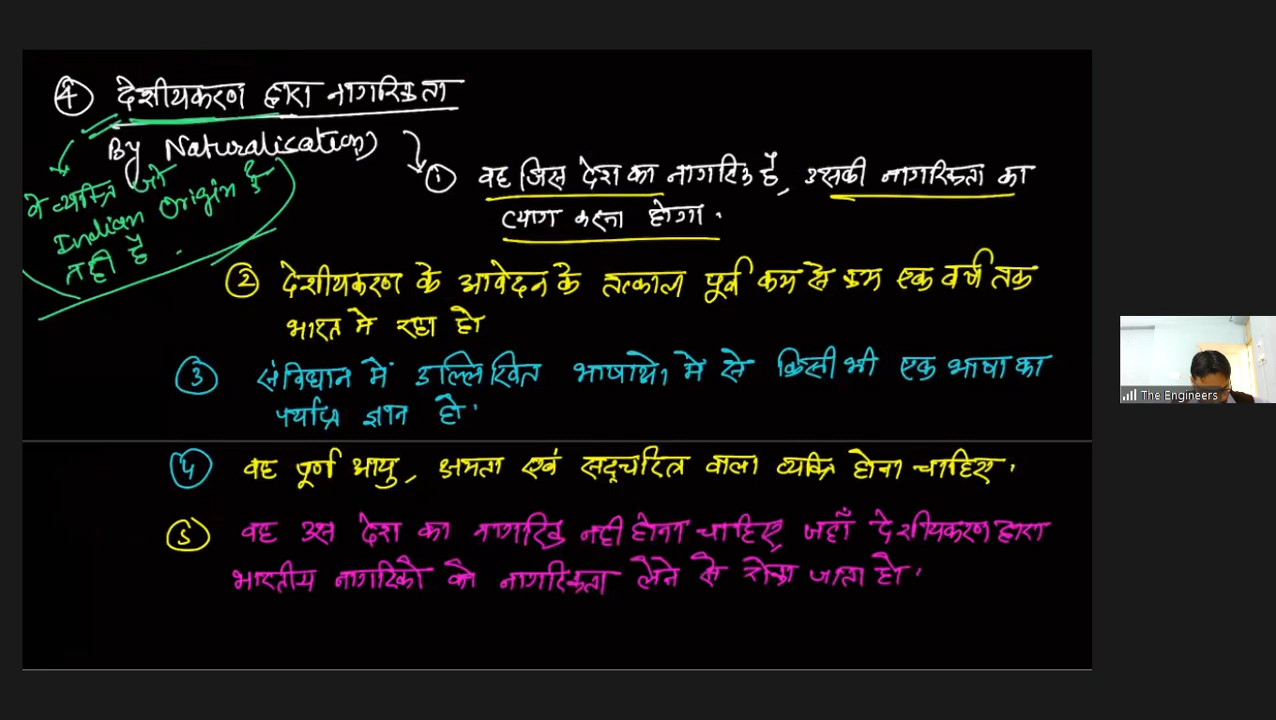 ④ देशीयकरण द्वारा नागरिकता
By Naturalisation
वे व्यक्ति जो
Indian Origin के
नही है .
① वह जिस देश का नागरिक है, उसकी नागरिकता का
त्याग करना होगा .
② देशीयकरण के आवेदन के तत्काल पूर्व कम से कम एक वर्ष तक
भारत मे रहा हो
③ संविधान में उल्लिखित भाषाओ मे से किसी भी एक भाषा का
पर्याप्त ज्ञान हो .
④ वह पूर्ण आयु, क्षमता एवं सद्चरित्र वाला व्यक्ति होना चाहिए .
⑤ वह उस देश का नागरिक नही होना चाहिए, जहाँ देशीयकरण द्वारा
भारतीय नागरिको को नागरिकता लेने से रोका जाता हो .
The Engineers